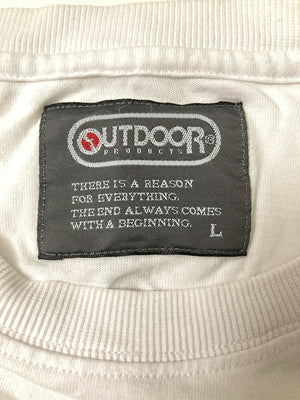 OUTDOOR®
PRODUCTS
THERE IS A REASON
FOR EVERYTHING.
THE END ALWAYS COMES
WITH A BEGINNING.
L